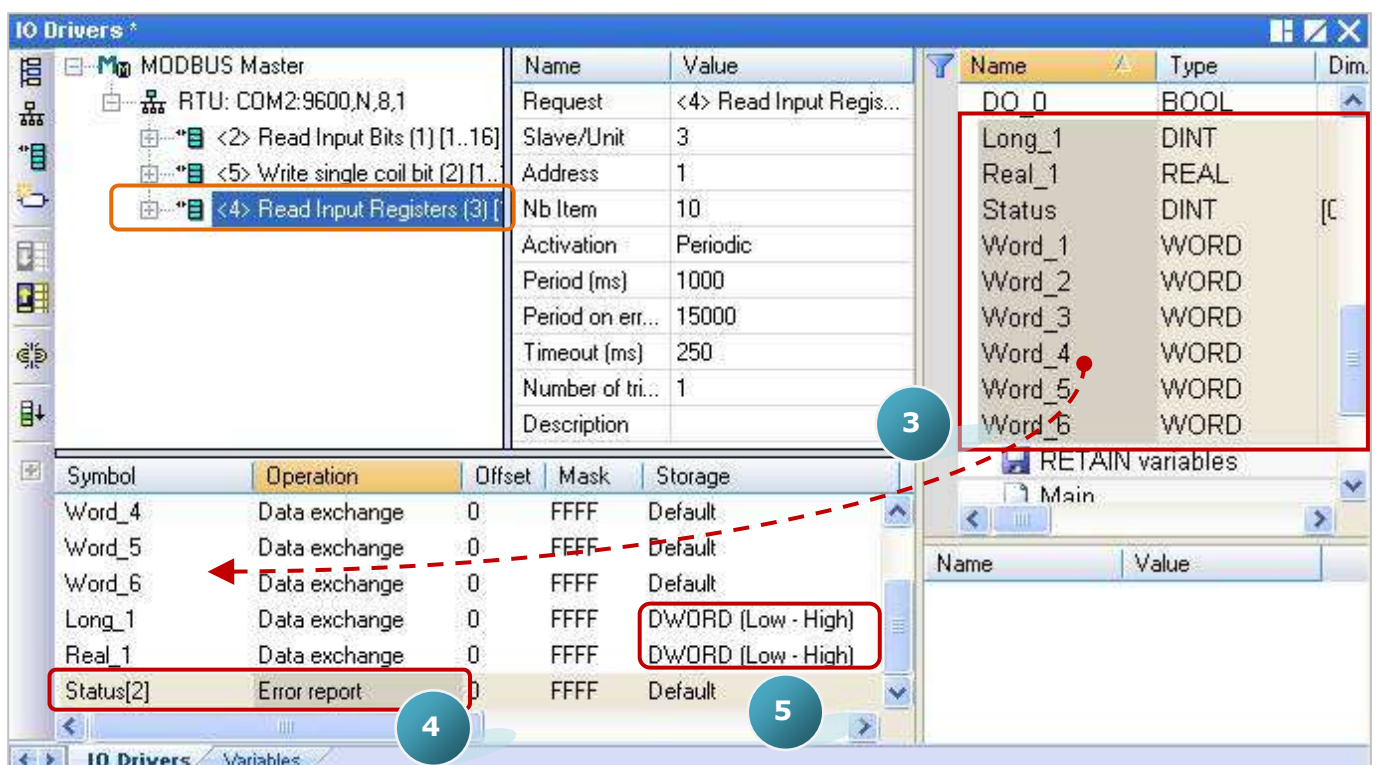 IO Drivers *
MODBUS Master
RTU: COM2:9600,N,8,1
<2> Read Input Bits (1) [1..16]
<5> Write single coil bit (2) [1..
<4> Read Input Registers (3) [
Name Value
Request <4> Read Input Regis...
Slave/Unit 3
Address 1
Nb Item 10
Activation Periodic
Period (ms) 1000
Period on err... 15000
Timeout (ms) 250
Number of tri... 1
Description
Name Type Dim.
DO_0 BOOL
Long_1 DINT
Real_1 REAL
Status DINT
Word_1 WORD
Word_2 WORD
Word_3 WORD
Word_4 WORD
Word_5 WORD
Word_6 WORD
RETAIN variables
Main
3
Symbol Operation Offset Mask Storage
Word_4 Data exchange 0 FFFF Default
Word_5 Data exchange 0 FFFF Default
Word_6 Data exchange 0 FFFF Default
Long_1 Data exchange 0 FFFF DWORD (Low - High)
Real_1 Data exchange 0 FFFF DWORD (Low - High)
Status[2] Error report 0 FFFF Default
4
5
Name Value
IO Drivers Variables